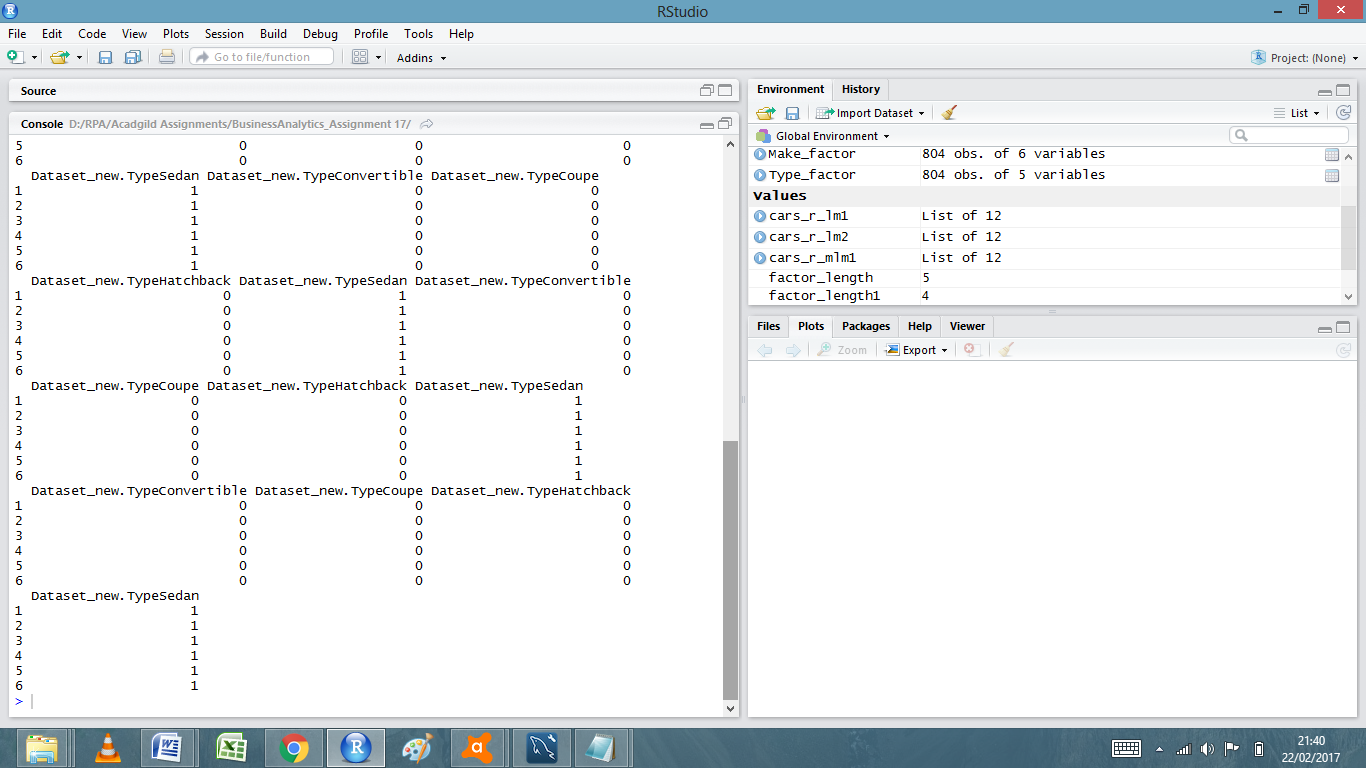 RStudio
File Edit Code View Plots Session Build Debug Profile Tools Help
Go to file/function Addins Project: (None)
Source
Console D:/RPA/Acadgild Assignments/BusinessAnalytics_Assignment 17/
5 0 0 0
6 0 0 0
Dataset_new.TypeSedan Dataset_new.TypeConvertible Dataset_new.TypeCoupe
1 1 0 0
2 1 0 0
3 1 0 0
4 1 0 0
5 1 0 0
6 1 0 0
Dataset_new.TypeHatchback Dataset_new.TypeSedan Dataset_new.TypeConvertible
1 0 1 0
2 0 1 0
3 0 1 0
4 0 1 0
5 0 1 0
6 0 1 0
Dataset_new.TypeCoupe Dataset_new.TypeHatchback Dataset_new.TypeSedan
1 0 0 1
2 0 0 1
3 0 0 1
4 0 0 1
5 0 0 1
6 0 0 1
Dataset_new.TypeConvertible Dataset_new.TypeCoupe Dataset_new.TypeHatchback
1 0 0 0
2 0 0 0
3 0 0 0
4 0 0 0
5 0 0 0
6 0 0 0
Dataset_new.TypeSedan
1 1
2 1
3 1
4 1
5 1
6 1
>
Environment History
Import Dataset List
Global Environment
Make_factor 804 obs. of 6 variables
Type_factor 804 obs. of 5 variables
values
cars_r_lm1 List of 12
cars_r_lm2 List of 12
cars_r_mlm1 List of 12
factor_length 5
factor_length1 4
Files Plots Packages Help Viewer
Zoom Export
21:40
22/02/2017